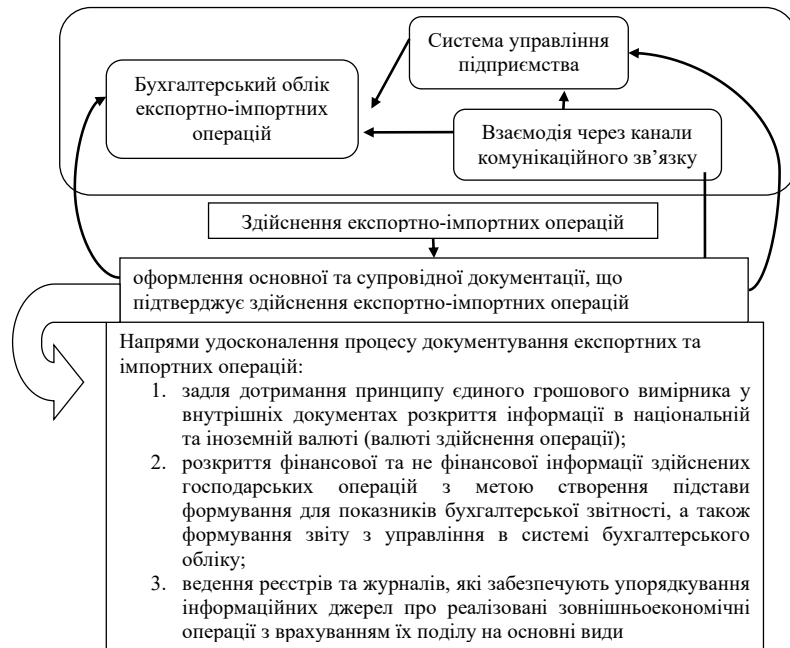 Система управління
підприємства
Бухгалтерський облік
експортно-імпортних
операцій
Взаємодія через канали
комунікаційного зв’язку
Здійснення експортно-імпортних операцій
оформлення основної та супровідної документації, що
підтверджує здійснення експортно-імпортних операцій
Напрями удосконалення процесу документування експортних та
імпортних операцій:
1. задля дотримання принципу єдиного грошового вимірника у
внутрішніх документах розкриття інформації в національній
та іноземній валюті (валюті здійснення операції);
2. розкриття фінансової та не фінансової інформації здійснених
господарських операцій з метою створення підстави
формування для показників бухгалтерської звітності, а також
формування звіту з управління в системі бухгалтерського
обліку;
3. ведення реєстрів та журналів, які забезпечують упорядкування
інформаційних джерел про реалізовані зовнішньоекономічні
операції з врахуванням їх поділу на основні види